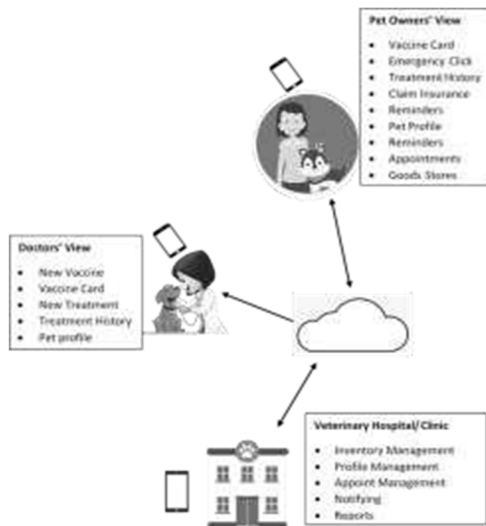 Pet Owners' View
• Vaccine Card
• Emergency Click
• Treatment History
• Claim Insurance
• Reminders
• Pet Profile
• Reminders
• Appointments
• Goods Stores
Doctors' View
• New Vaccine
• Vaccine Card
• New Treatment
• Treatment History
• Pet profile
Veterinary Hospital/ Clinic
• Inventory Management
• Profile Management
• Appoint Management
• Notifying
• Reports